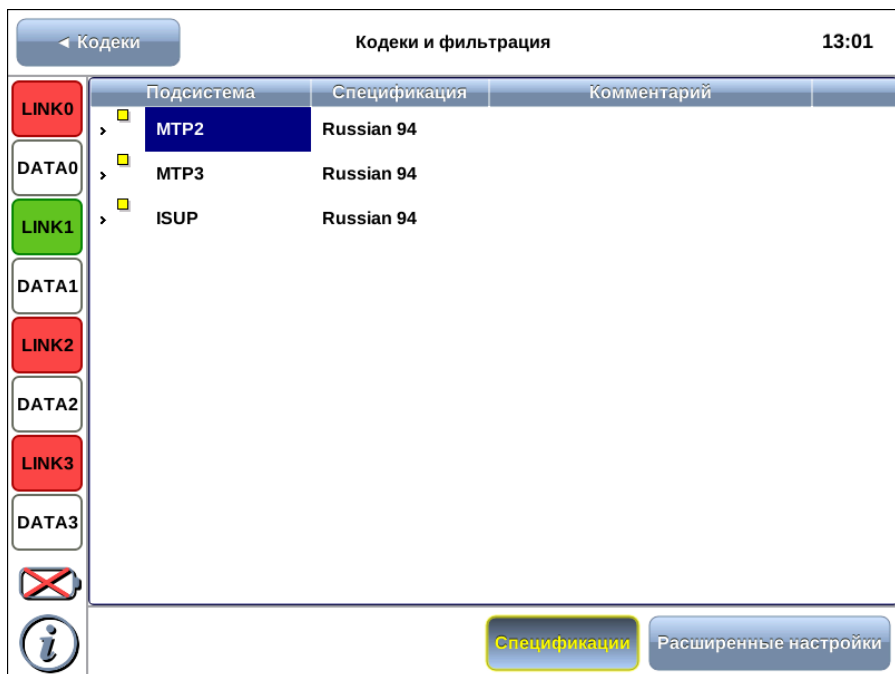 ◄ Кодеки
Кодеки и фильтрация
13:01
LINK0
DATA0
LINK1
DATA1
LINK2
DATA2
LINK3
DATA3
Подсистема Спецификация Комментарий
MTP2 Russian 94
MTP3 Russian 94
ISUP Russian 94
i
Спецификации
Расширенные настройки